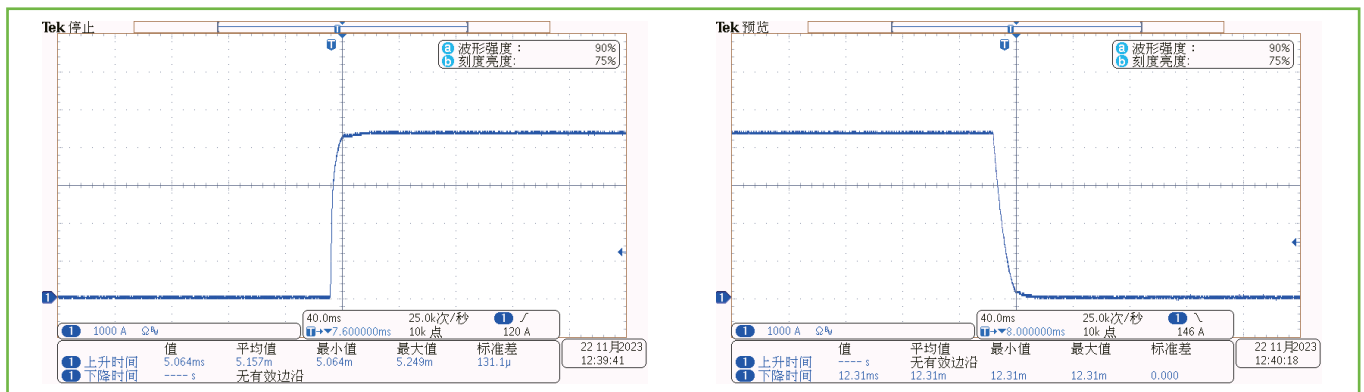 Tek 停止
T
T
a 波形强度： 90%
b 刻度亮度: 75%
1
1 1000 A Ω
40.0ms 25.0k次/秒 1
T→▼7.600000ms 10k 点 120 A
值 平均值 最小值 最大值 标准差
1 上升时间 5.064ms 5.157m 5.064m 5.249m 131.1μ
1 下降时间 ---- s 无有效边沿
22 11月2023
12:39:41
Tek 预览
T
T
a 波形强度： 90%
b 刻度亮度: 75%
1
1 1000 A Ω
40.0ms 25.0k次/秒 1
T→▼8.000000ms 10k 点 146 A
值 平均值 最小值 最大值 标准差
1 上升时间 ---- s 无有效边沿
1 下降时间 12.31ms 12.31m 12.31m 12.31m 0.000
22 11月2023
12:40:18